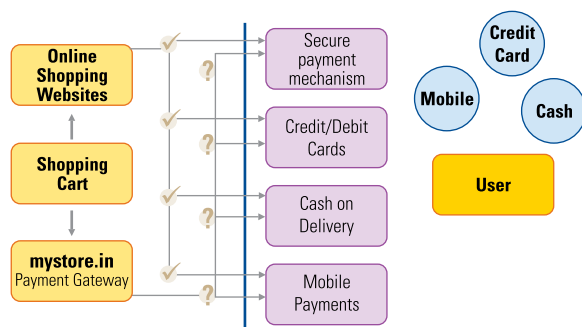 Online
Shopping
Websites
Shopping
Cart
mystore.in
Payment Gateway
?
?
?
?
Secure
payment
mechanism
Credit/Debit
Cards
Cash on
Delivery
Mobile
Payments
Credit
Card
Mobile
Cash
User